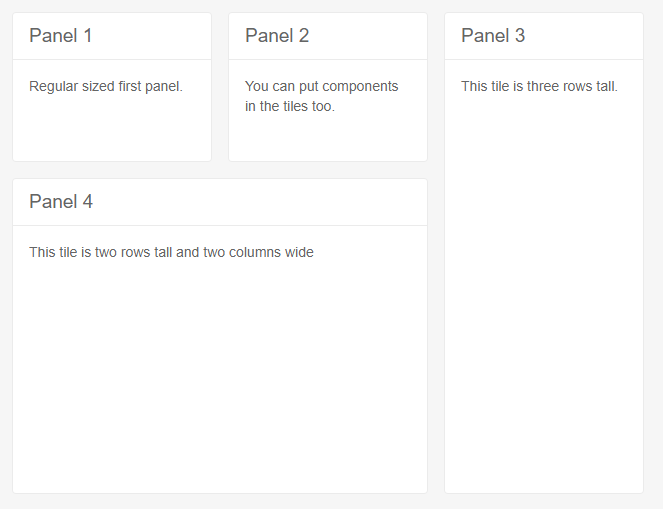 Panel 1
Regular sized first panel.
Panel 2
You can put components
in the tiles too.
Panel 3
This tile is three rows tall.
Panel 4
This tile is two rows tall and two columns wide